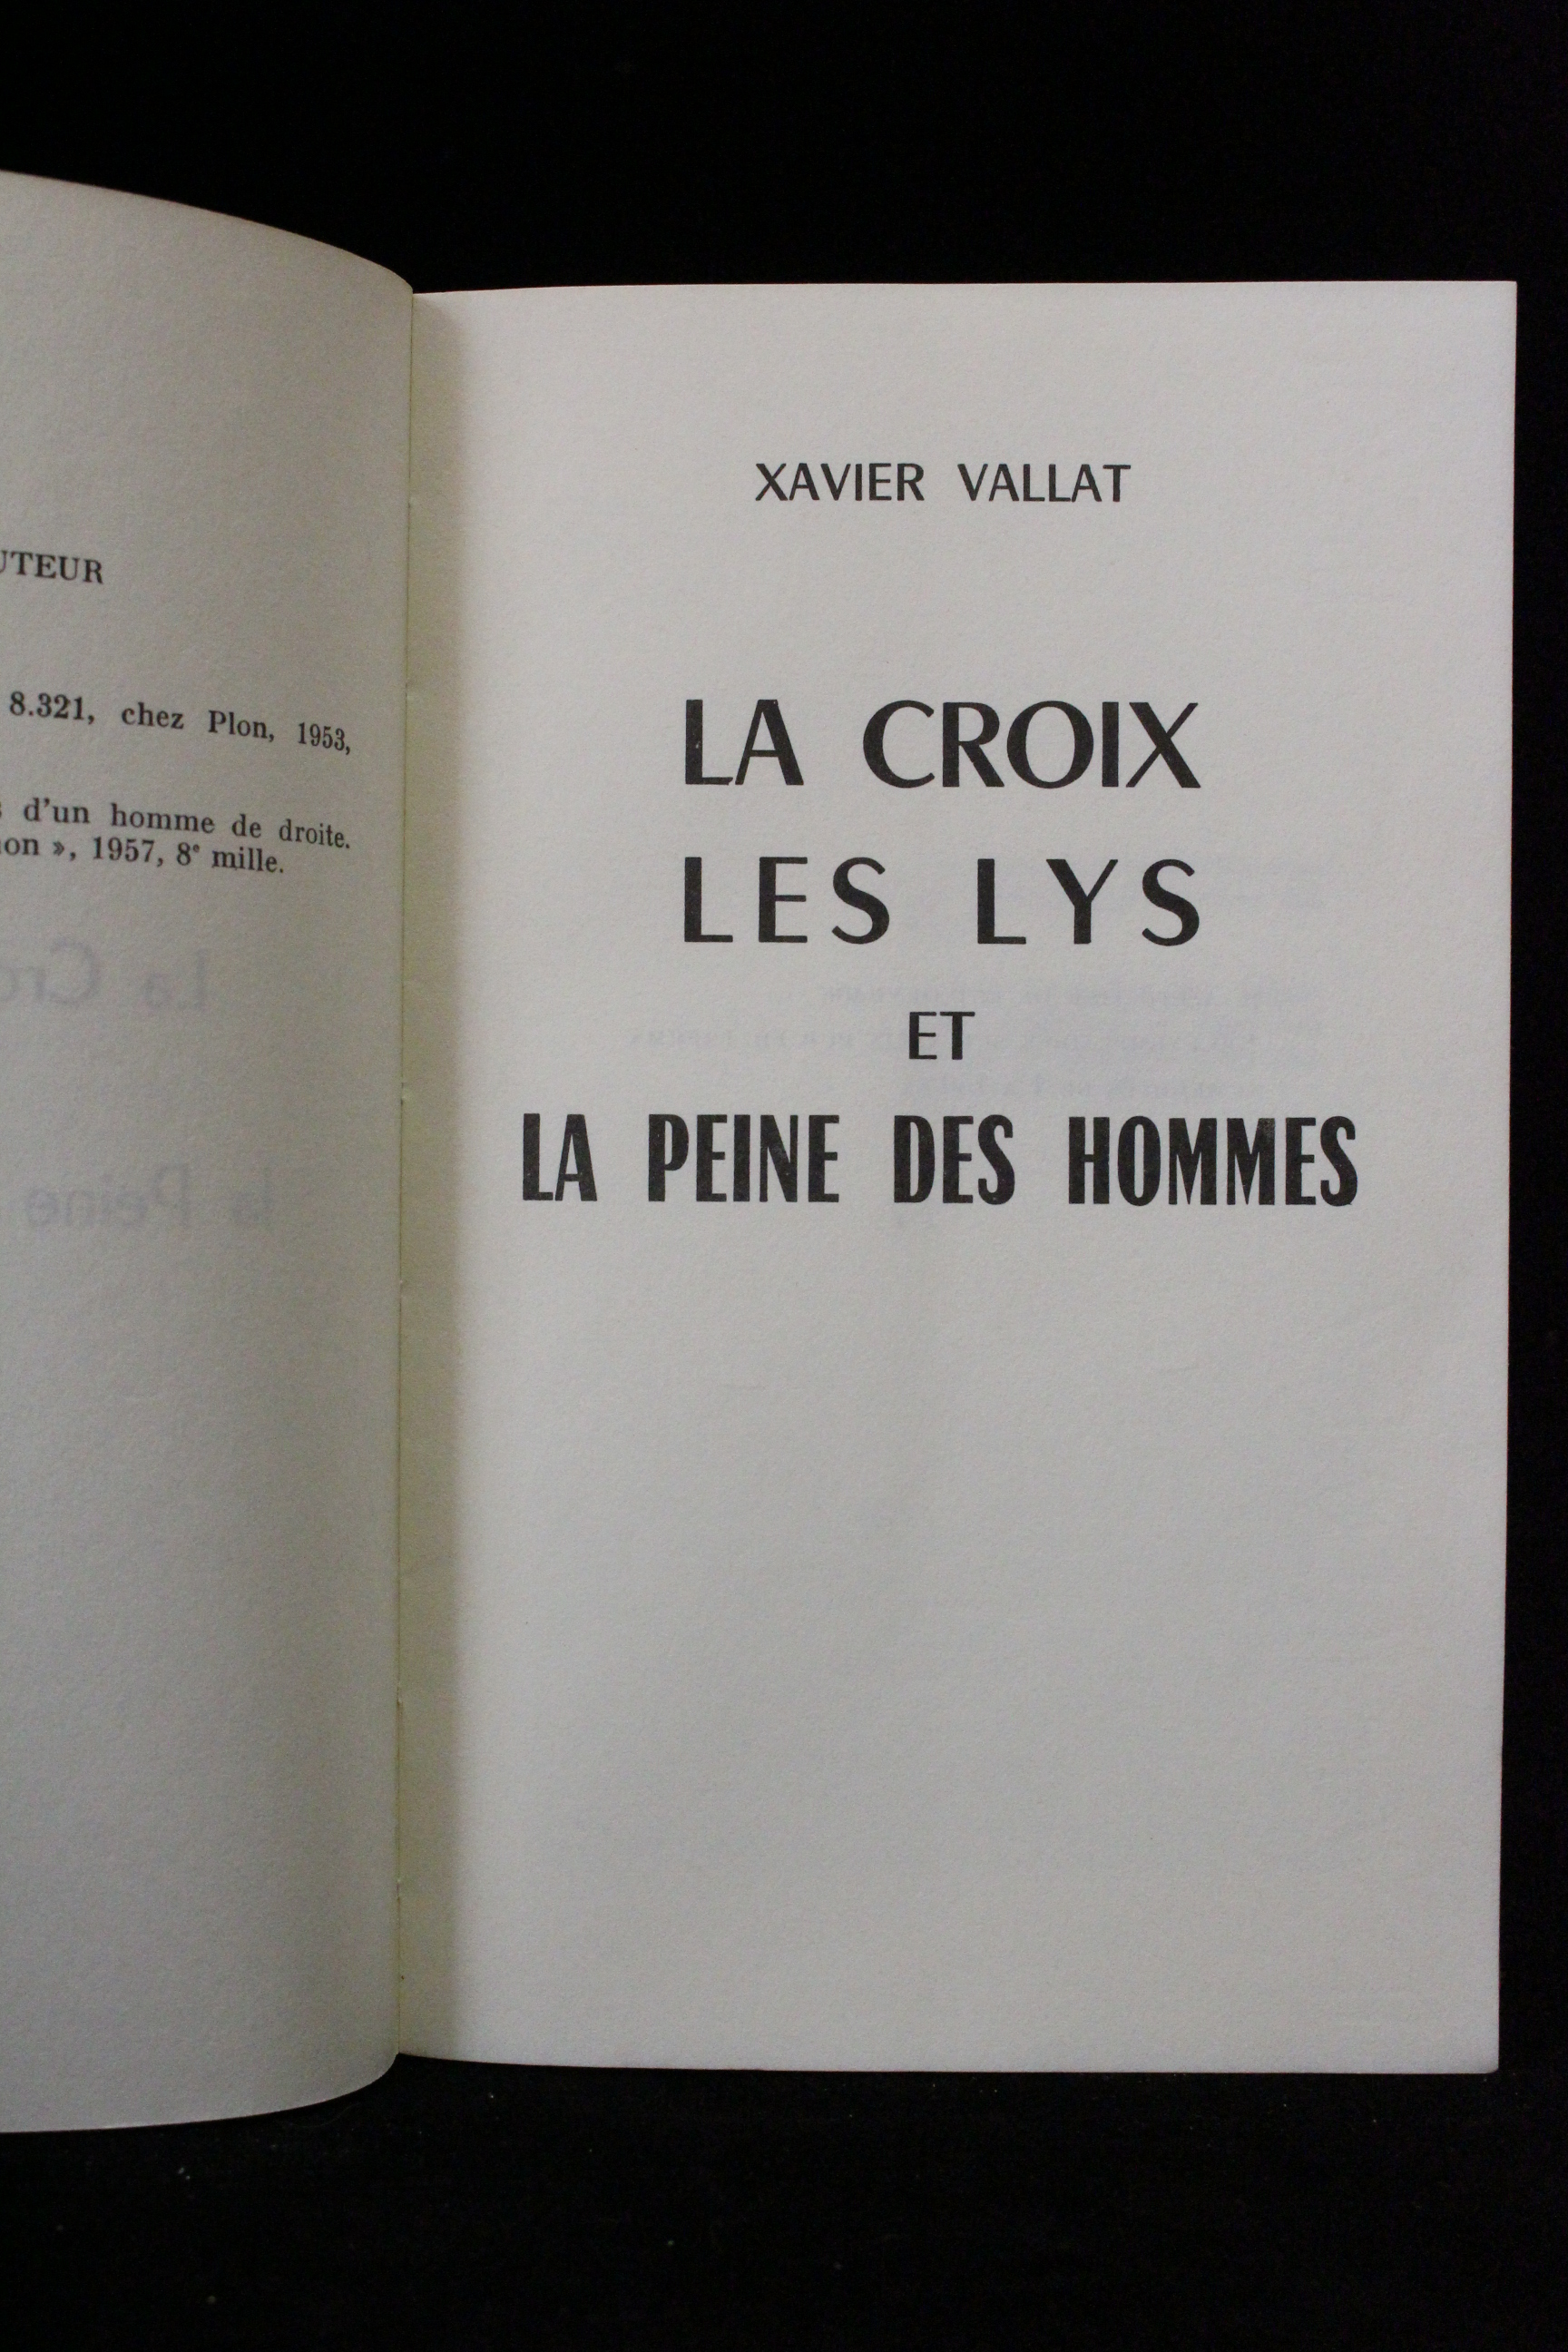 UTEUR
8.321, chez Plon, 1953,
d'un homme de droite.
on », 1957, 8e mille.
XAVIER VALLAT
LA CROIX
LES LYS
ET
LA PEINE DES HOMMES